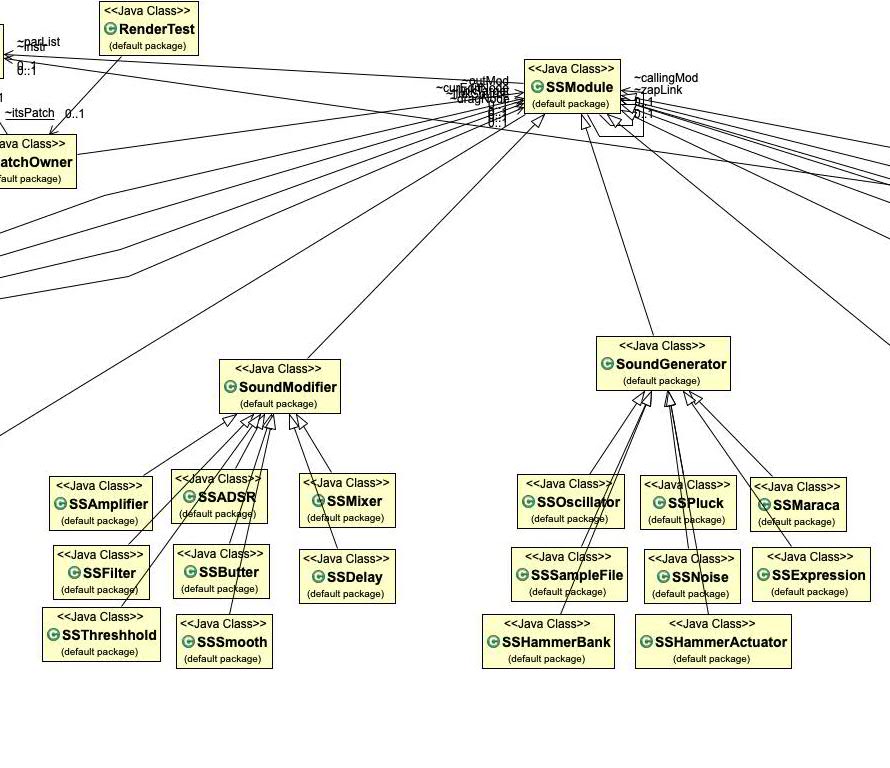 <<Java Class>>
RenderTest
(default package)
~parList
~instr
0..1
0..1
~itsPatch
0..1
ava Class>>
atchOwner
fault package)
<<Java Class>>
SSModule
(default package)
~outMod
~dragNode
~callingMod
~zapLink
0..1
0..1
<<Java Class>>
SoundModifier
(default package)
<<Java Class>>
SoundGenerator
(default package)
<<Java Class>>
SSAmplifier
(default package)
<<Java Class>>
SSADSR
(default package)
<<Java Class>>
SSMixer
(default package)
<<Java Class>>
SSOscillator
(default package)
<<Java Class>>
SSPluck
(default package)
<<Java Class>>
SSMaraca
(default package)
<<Java Class>>
SSFilter
(default package)
<<Java Class>>
SSButter
(default package)
<<Java Class>>
SSDelay
(default package)
<<Java Class>>
SSSampleFile
(default package)
<<Java Class>>
SSNoise
(default package)
<<Java Class>>
SSExpression
(default package)
<<Java Class>>
SSThreshhold
(default package)
<<Java Class>>
SSSmooth
(default package)
<<Java Class>>
SSHammerBank
(default package)
<<Java Class>>
SSHammerActuator
(default package)